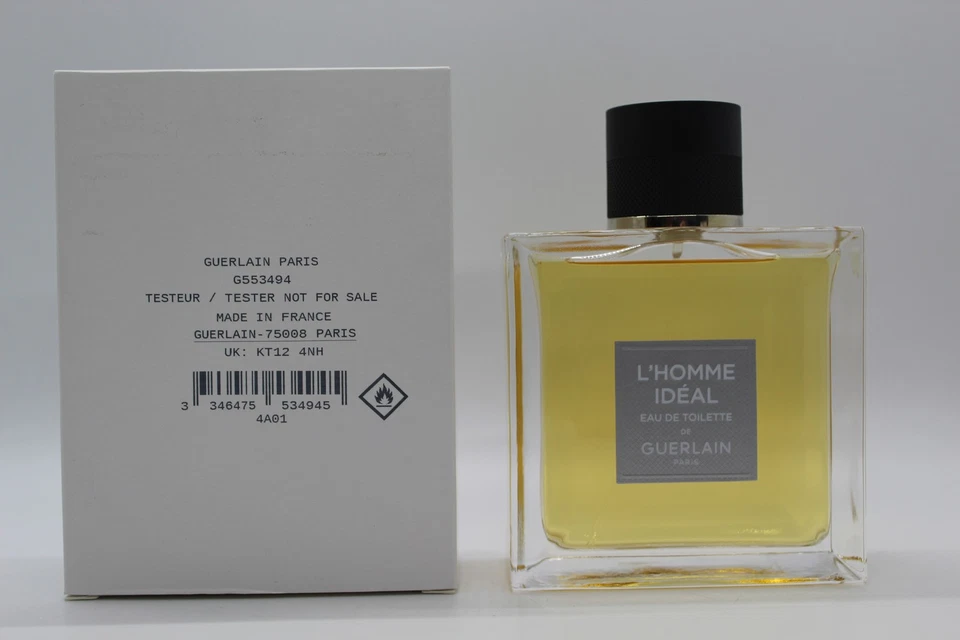 GUERLAIN PARIS
G553494
TESTEUR / TESTER NOT FOR SALE
MADE IN FRANCE
GUERLAIN-75008 PARIS
UK: KT12 4NH
3 346475 534945
4A01
L'HOMME
IDÉAL
EAU DE TOILETTE
DE
GUERLAIN
PARIS